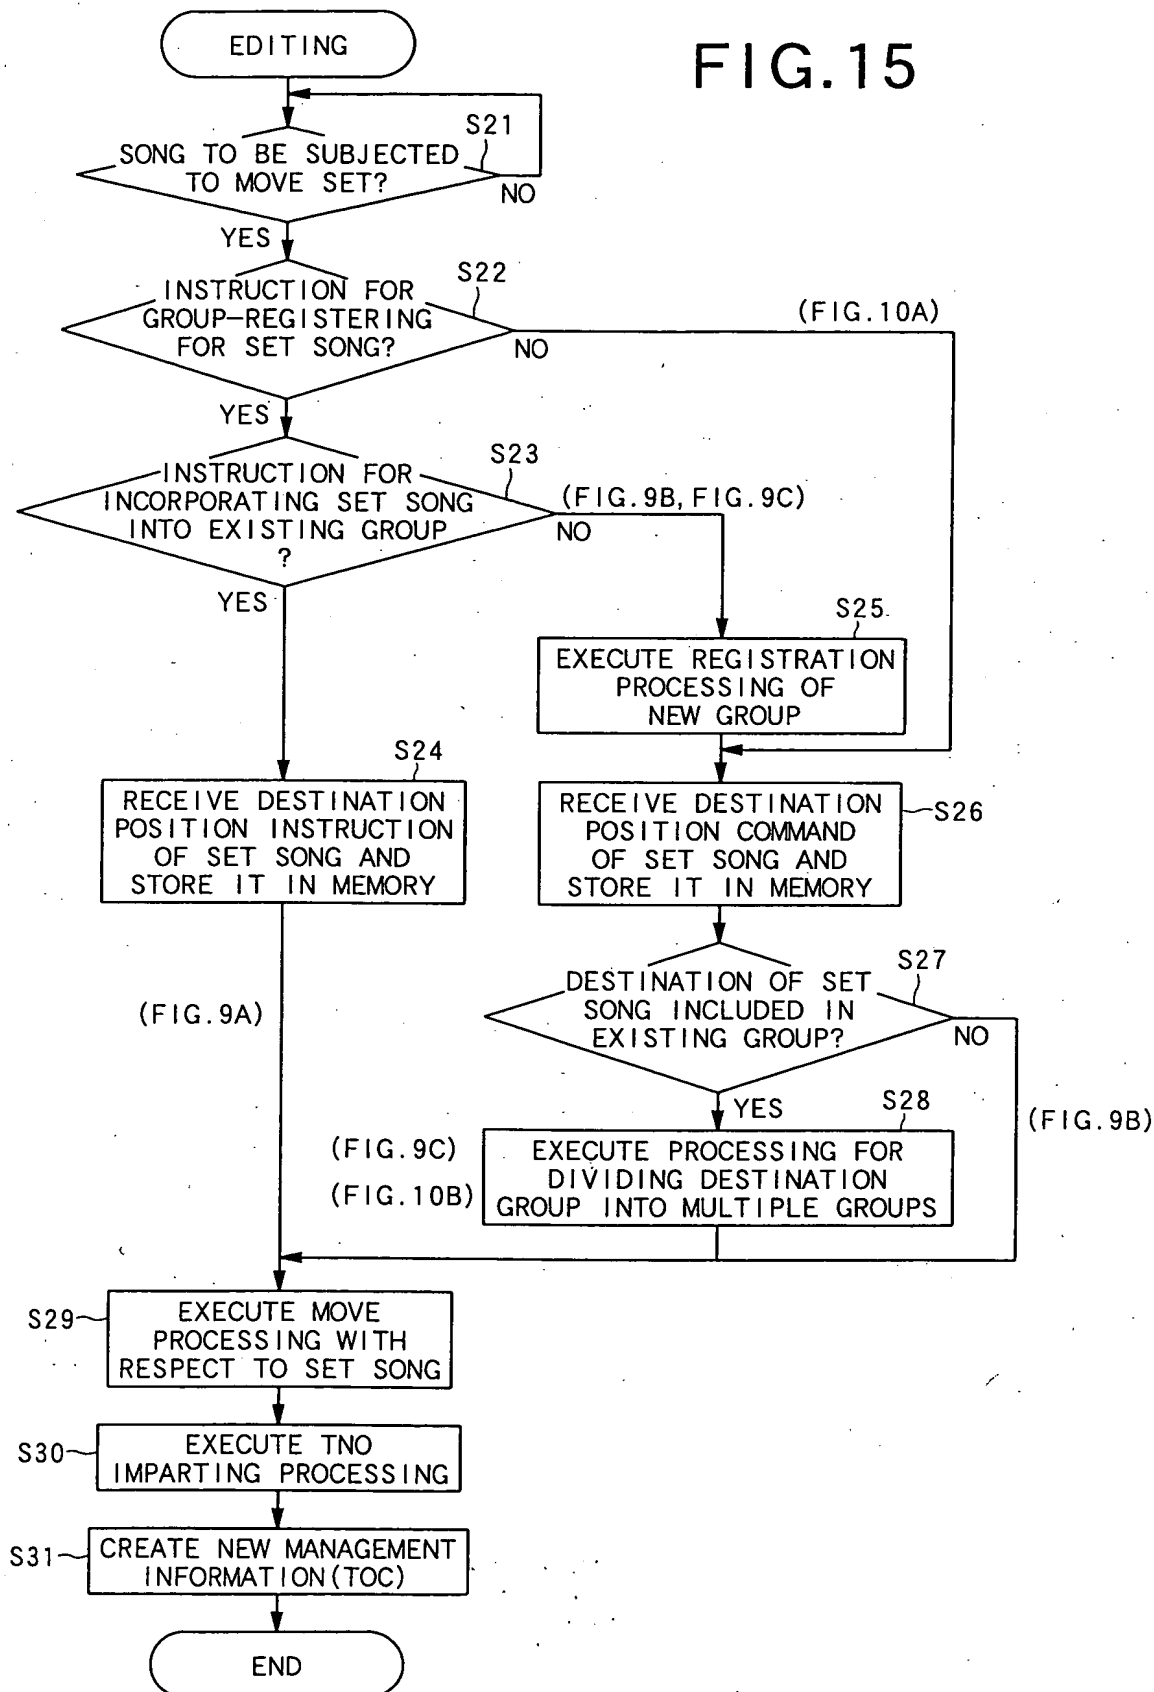 FIG.15
EDITING
S21
SONG TO BE SUBJECTED
TO MOVE SET?
NO
YES
S22
INSTRUCTION FOR
GROUP-REGISTERING
FOR SET SONG?
NO
(FIG.10A)
YES
S23
INSTRUCTION FOR
INCORPORATING SET SONG
INTO EXISTING GROUP
?
(FIG.9B, FIG.9C)
NO
YES
S25
EXECUTE REGISTRATION
PROCESSING OF
NEW GROUP
S24
RECEIVE DESTINATION
POSITION INSTRUCTION
OF SET SONG AND
STORE IT IN MEMORY
S26
RECEIVE DESTINATION
POSITION COMMAND
OF SET SONG AND
STORE IT IN MEMORY
S27
DESTINATION OF SET
SONG INCLUDED IN
EXISTING GROUP?
NO
(FIG.9A)
YES
S28
(FIG.9B)
(FIG.9C)
(FIG.10B)
EXECUTE PROCESSING FOR
DIVIDING DESTINATION
GROUP INTO MULTIPLE GROUPS
S29
EXECUTE MOVE
PROCESSING WITH
RESPECT TO SET SONG
S30
EXECUTE TNO
IMPARTING PROCESSING
S31
CREATE NEW MANAGEMENT
INFORMATION(TOC)
END